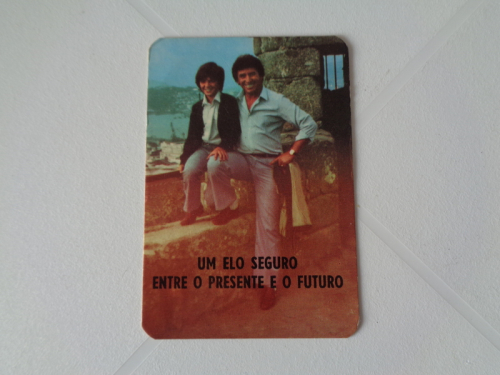 UM ELO SEGURO
ENTRE O PRESENTE E O FUTURO